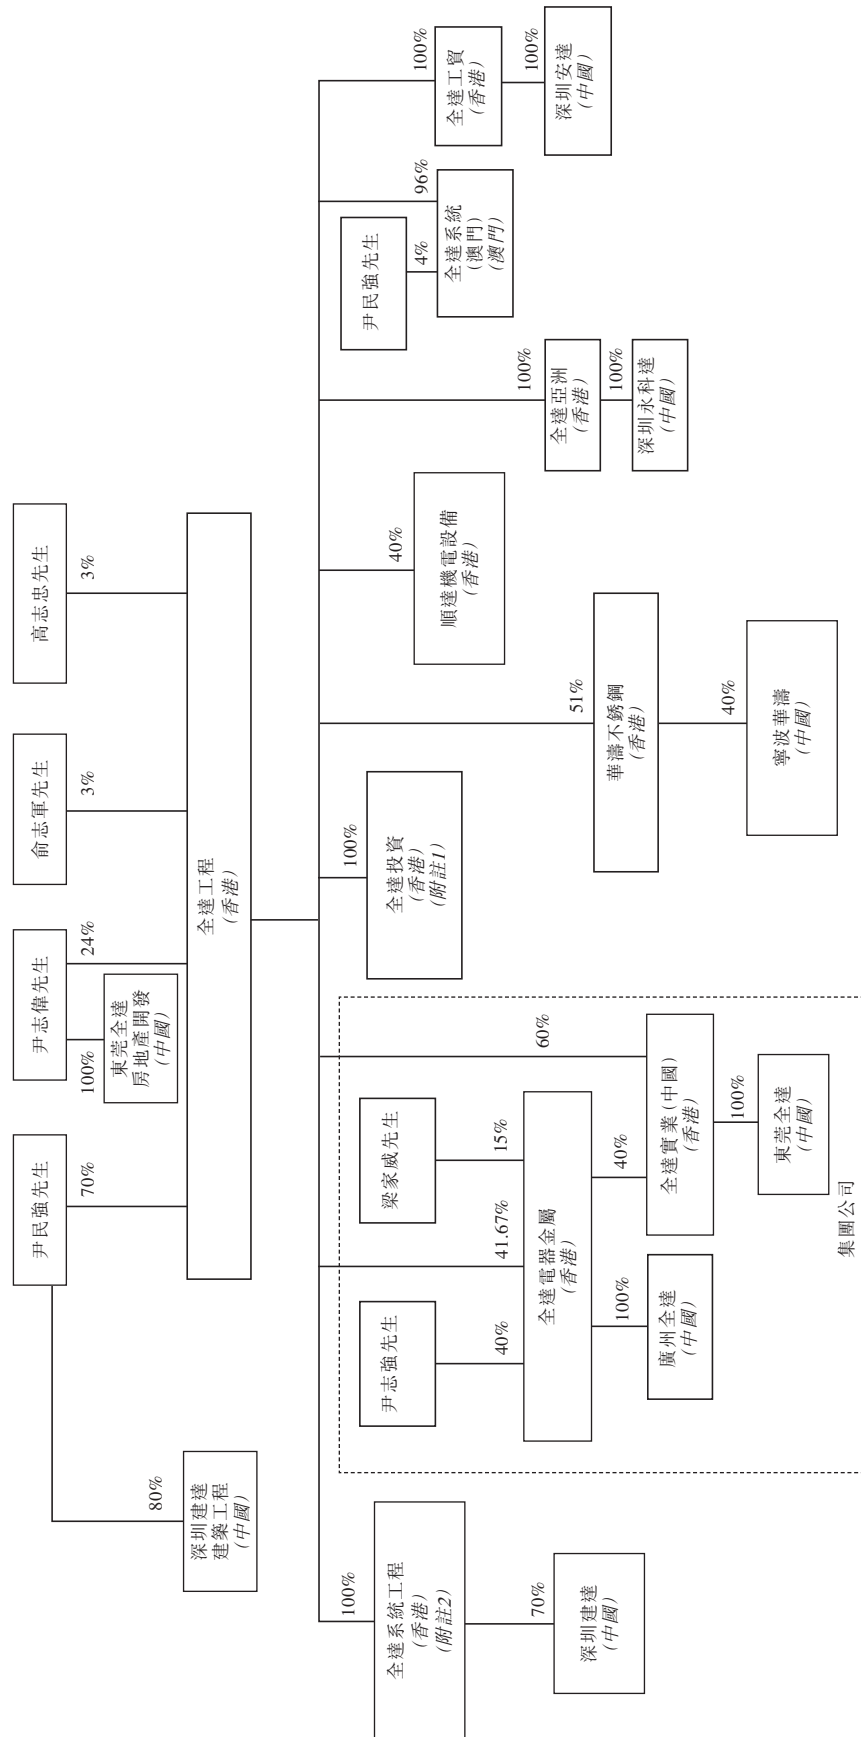 尹民強先生
尹志偉先生
俞志軍先生
高志忠先生
70%
100%
24%
3%
3%
東莞全達
房地產開發
(中國)
80%
深圳建達
建築工程
(中國)
全達工程
(香港)
100%
全達系統工程
(香港)
(附註2)
70%
深圳建達
(中國)
尹志強先生
梁家威先生
40%
41.67%
15%
60%
全達電器金屬
(香港)
100%
40%
廣州全達
(中國)
全達實業(中國)
(香港)
100%
東莞全達
(中國)
集團公司
100%
全達投資
(香港)
(附註1)
51%
華濤不銹鋼
(香港)
40%
寧波華濤
(中國)
40%
順達機電設備
(香港)
100%
全達亞洲
(香港)
100%
深圳永科達
(中國)
尹民強先生
4%
96%
全達系統
(澳門)
(澳門)
100%
全達工貿
(香港)
100%
深圳安達
(中國)